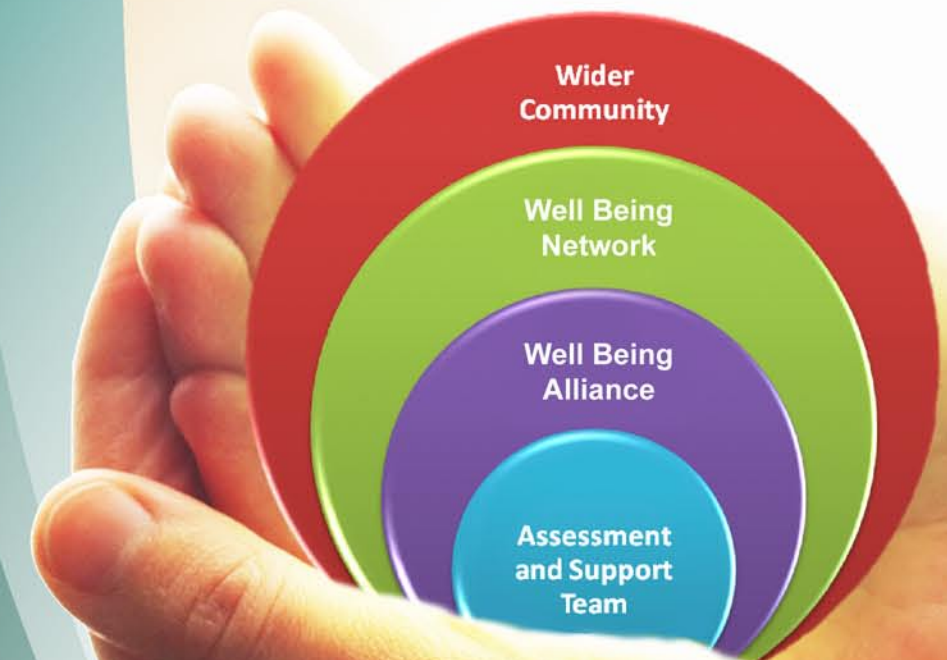 Wider
Community
Well Being
Network
Well Being
Alliance
Assessment
and Support
Team